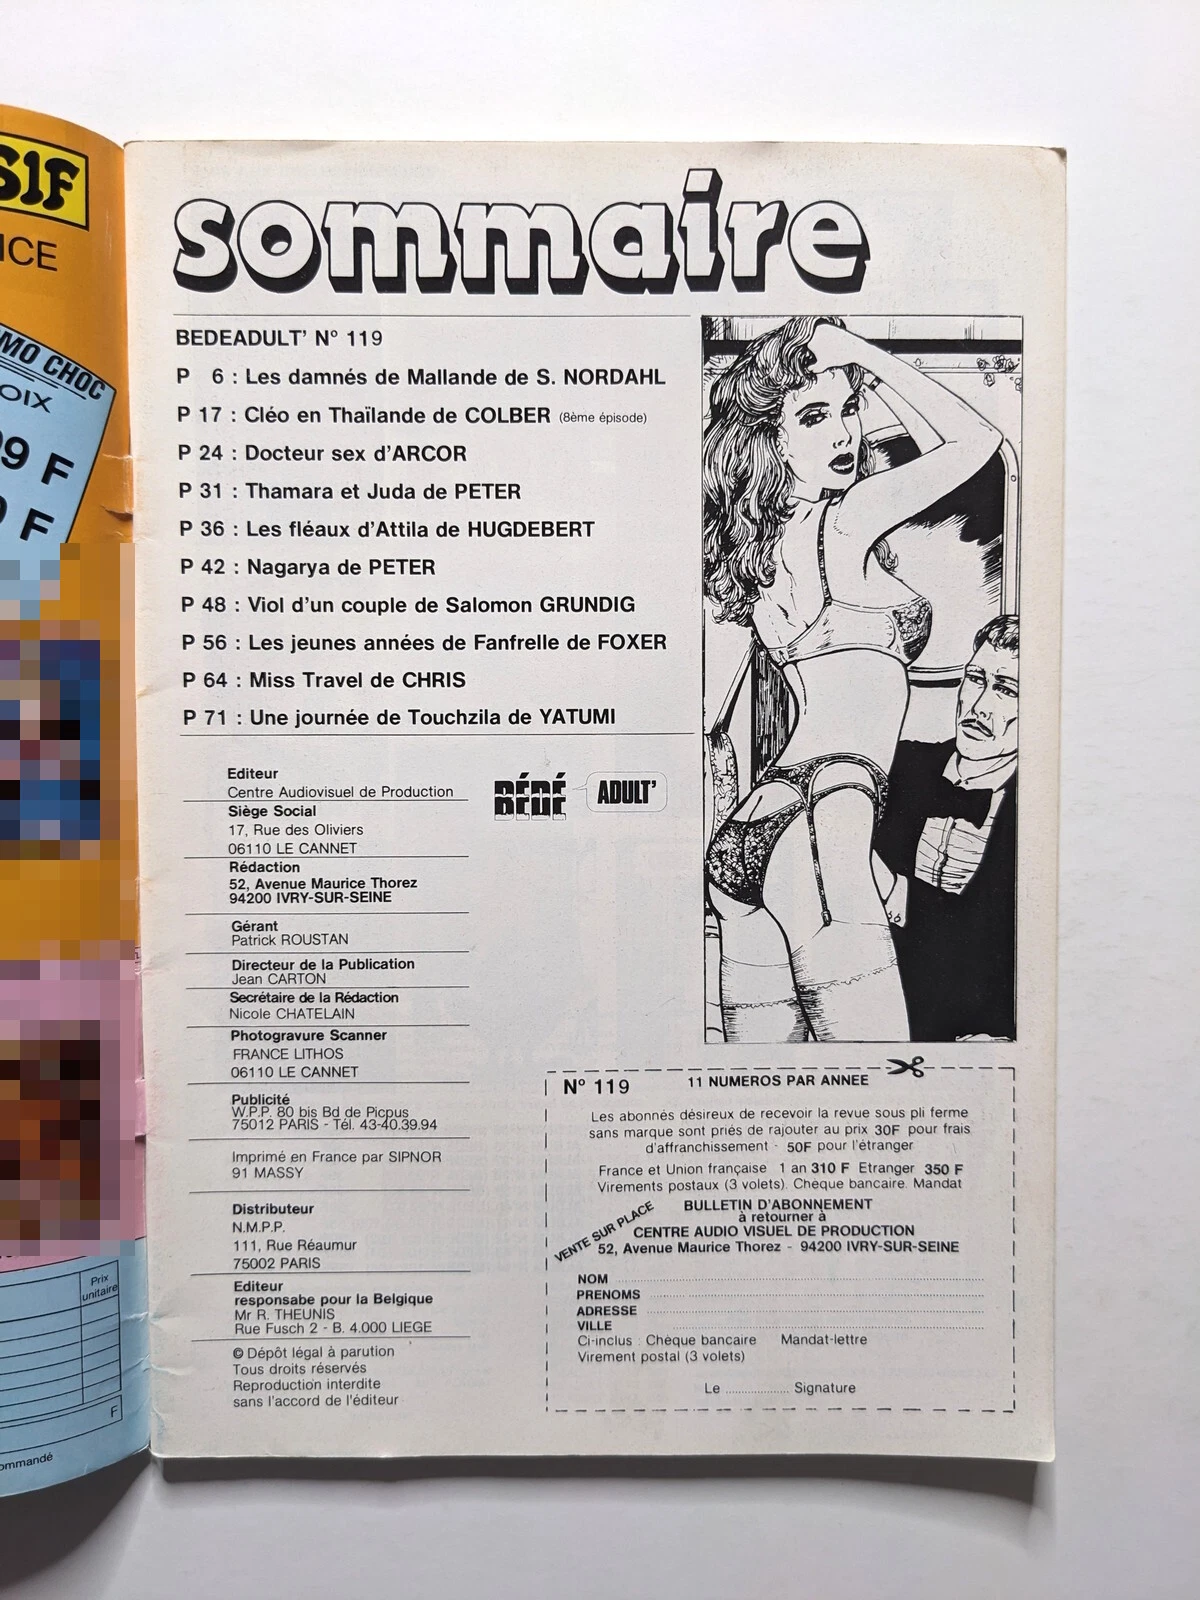 S1F
ICE
MO CHOC
OIX
9 F
0 F
Prix
unitaire
F
ommandé
sommaire
BEDEADULT' N° 119
P 6 : Les damnés de Mallande de S. NORDAHL
P 17 : Cléo en Thaïlande de COLBER (8ème épisode)
P 24 : Docteur sex d'ARCOR
P 31 : Thamara et Juda de PETER
P 36 : Les fléaux d'Attila de HUGDEBERT
P 42 : Nagarya de PETER
P 48 : Viol d'un couple de Salomon GRUNDIG
P 56 : Les jeunes années de Fanfrelle de FOXER
P 64 : Miss Travel de CHRIS
P 71 : Une journée de Touchzila de YATUMI
Editeur
Centre Audiovisuel de Production
Siège Social
17, Rue des Oliviers
06110 LE CANNET
Rédaction
52, Avenue Maurice Thorez
94200 IVRY-SUR-SEINE
Gérant
Patrick ROUSTAN
Directeur de la Publication
Jean CARTON
Secrétaire de la Rédaction
Nicole CHATELAIN
Photogravure Scanner
FRANCE LITHOS
06110 LE CANNET
Publicité
W.P.P. 80 bis Bd de Picpus
75012 PARIS - Tél. 43-40.39.94
Imprimé en France par SIPNOR
91 MASSY
Distributeur
N.M.P.P.
111, Rue Réaumur
75002 PARIS
Editeur
responsabe pour la Belgique
Mr R. THEUNIS
Rue Fusch 2 - B. 4.000 LIEGE
© Dépôt légal à parution
Tous droits réservés
Reproduction interdite
sans l'accord de l'éditeur
BÉDÉ ADULT'
N° 119 11 NUMEROS PAR ANNEE
Les abonnés désireux de recevoir la revue sous pli ferme
sans marque sont priés de rajouter au prix 30F pour frais
d'affranchissement - 50F pour l'étranger
France et Union française 1 an 310 F Etranger 350 F
Virements postaux (3 volets). Chèque bancaire. Mandat
VENTE SUR PLACE
BULLETIN D'ABONNEMENT
à retourner à
CENTRE AUDIO VISUEL DE PRODUCTION
52, Avenue Maurice Thorez - 94200 IVRY-SUR-SEINE
NOM
PRENOMS
ADRESSE
VILLE
Ci-inclus : Chèque bancaire Mandat-lettre
Virement postal (3 volets)
Le .................... Signature